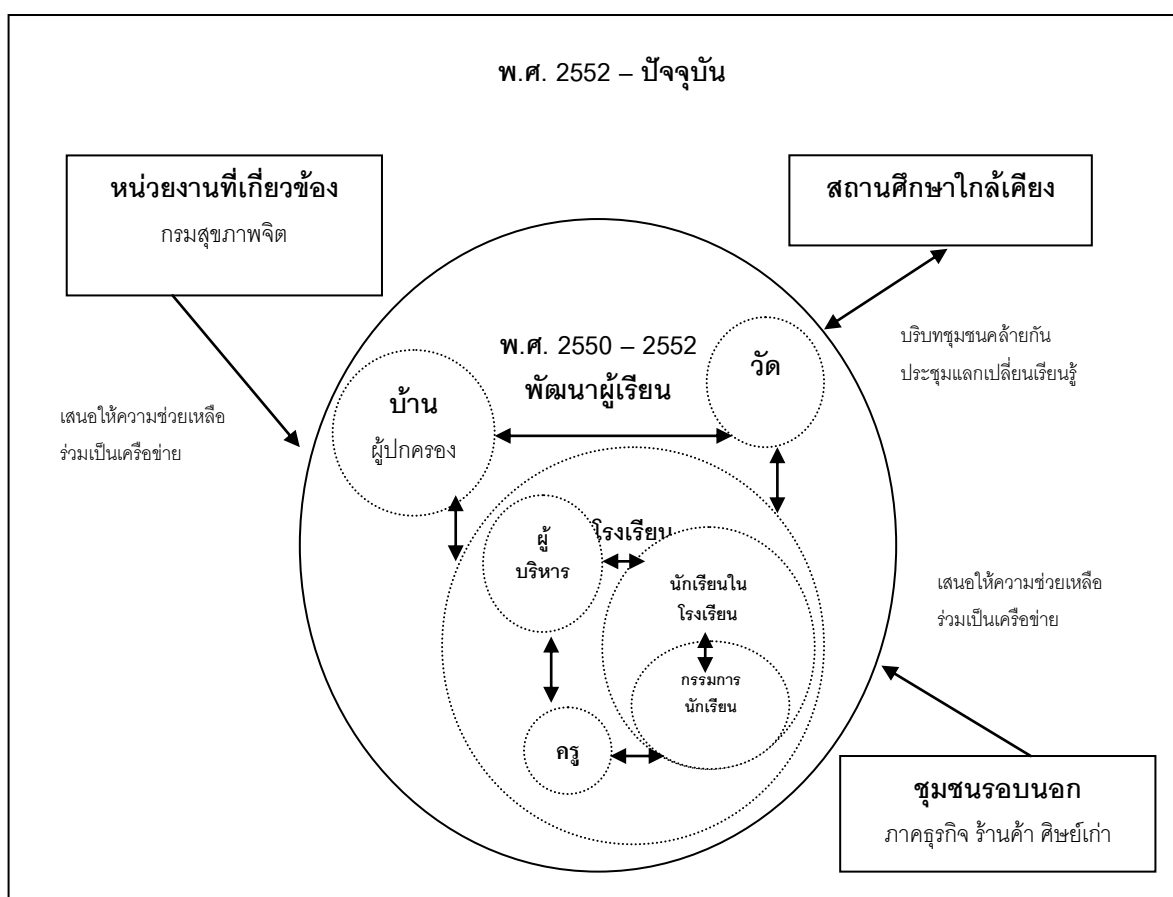 พ.ศ. 2552 – ปัจจุบัน
หน่วยงานที่เกี่ยวข้อง
กรมสุขภาพจิต
สถานศึกษาใกล้เคียง
บริบทชุมชนคล้ายกัน
ประชุมแลกเปลี่ยนเรียนรู้
พ.ศ. 2550 – 2552
พัฒนาผู้เรียน
วัด
บ้าน
ผู้ปกครอง
เสนอให้ความช่วยเหลือ
ร่วมเป็นเครือข่าย
โรงเรียน
ผู้
บริหาร
นักเรียนใน
โรงเรียน
กรรมการ
นักเรียน
ครู
เสนอให้ความช่วยเหลือ
ร่วมเป็นเครือข่าย
ชุมชนรอบนอก
ภาคธุรกิจ ร้านค้า ศิษย์เก่า